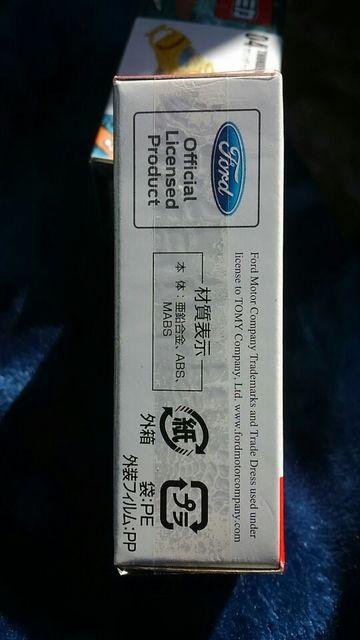 Ford
Official
Licensed
Product
Ford Motor Company Trademarks and Trade Dress used under
license to TOMY Company, Ltd. www.fordmotorcompany.com
材質表示
本 体：亜鉛合金、ABS、
MABS
紙
外箱
プラ
袋:PE
外装フィルム:PP
04